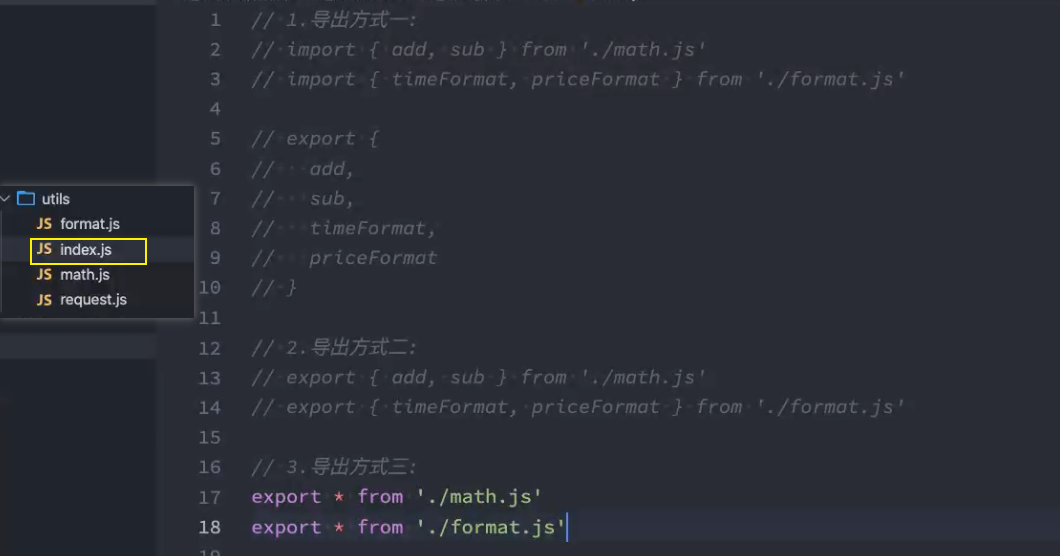 utils
JS format.js
JS index.js
JS math.js
JS request.js
1 // 1.导出方式一:
2 // import { add, sub } from './math.js'
3 // import { timeFormat, priceFormat } from './format.js'
4
5 // export {
6 //   add,
7 //   sub,
8 //   timeFormat,
9 //   priceFormat
10 // }
11
12 // 2.导出方式二:
13 // export { add, sub } from './math.js'
14 // export { timeFormat, priceFormat } from './format.js'
15
16 // 3.导出方式三:
17 export * from './math.js'
18 export * from './format.js'
19